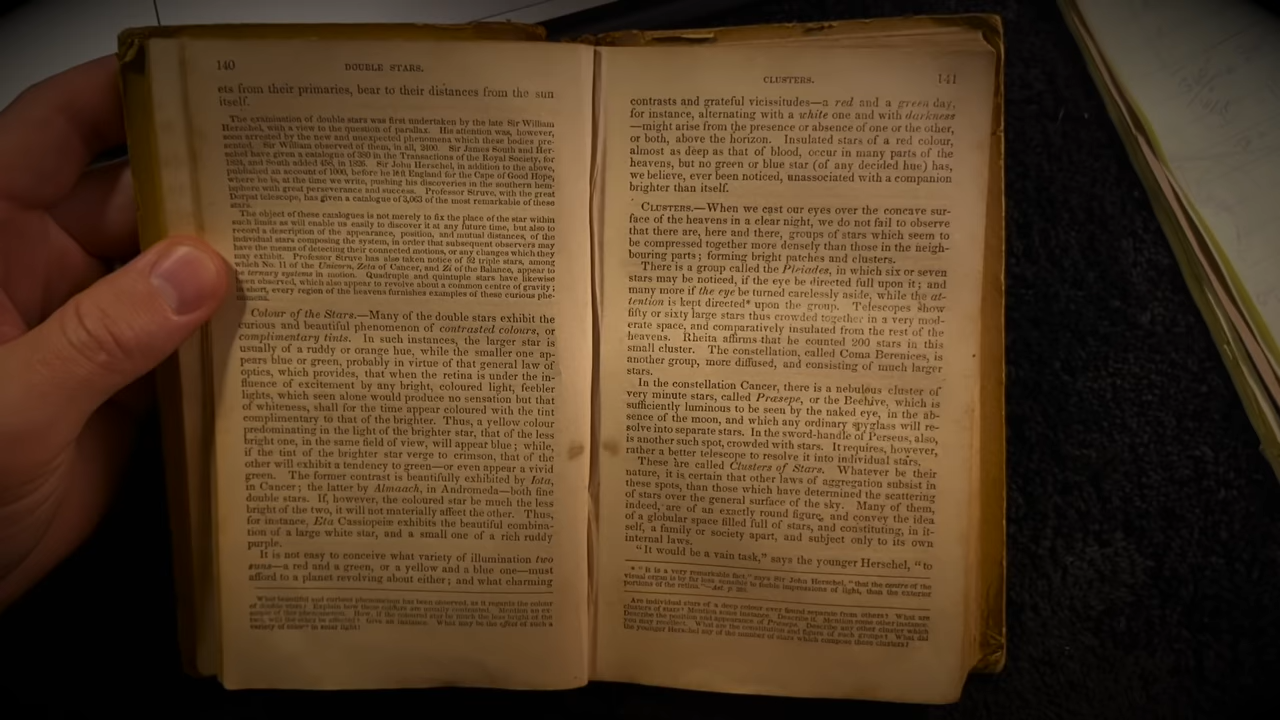 140
DOUBLE STARS.
ets from their primaries, bear to their distances from the sun
itself.
The examination of double stars was first undertaken by the late Sir William
Herschel, with a view to the question of parallax. His attention was, however,
soon arrested by the new and unexpected phenomena which these bodies pre-
sented. Sir William observed of them, in all, 2400. Sir James South and Her-
schel have given a catalogue of 380 in the Transactions of the Royal Society, for
1824, and South added 458, in 1826. Sir John Herschel, in addition to the above,
published an account of 1000, before he left England for the Cape of Good Hope,
where he is, at the time we write, pushing his discoveries in the southern hem-
isphere with great perseverance and success. Professor Struve, with the great
Dorpat telescope, has given a catalogue of 3,063 of the most remarkable of these
stars.
The object of these catalogues is not merely to fix the place of the star within
such limits as will enable us easily to discover it at any future time, but also to
record a description of the appearance, position, and mutual distances, of the
individual stars composing the system, in order that subsequent observers may
have the means of detecting their connected motions, or any changes which they
may exhibit. Professor Struve has also taken notice of 52 triple stars, among
which No. 11 of the Unicorn, Zeta of Cancer, and Zi of the Balance, appear to
be ternary systems in motion. Quadruple and quintuple stars have likewise
been observed, which also appear to revolve about a common centre of gravity;
in short, every region of the heavens furnishes examples of these curious phe-
nomena.
Colour of the Stars.—Many of the double stars exhibit the
curious and beautiful phenomenon of contrasted colours, or
complimentary tints. In such instances, the larger star is
usually of a ruddy or orange hue, while the smaller one ap-
pears blue or green, probably in virtue of that general law of
optics, which provides, that when the retina is under the in-
fluence of excitement by any bright, coloured light, feebler
lights, which seen alone would produce no sensation but that
of whiteness, shall for the time appear coloured with the tint
complimentary to that of the brighter. Thus, a yellow colour
predominating in the light of the brighter star, that of the less
bright one, in the same field of view, will appear blue; while,
if the tint of the brighter star verge to crimson, that of the
other will exhibit a tendency to green—or even appear a vivid
green. The former contrast is beautifully exhibited by Iota,
in Cancer; the latter by Almaach, in Andromeda—both fine
double stars. If, however, the coloured star be much the less
bright of the two, it will not materially affect the other. Thus,
for instance, Eta Cassiopeiæ exhibits the beautiful combina-
tion of a large white star, and a small one of a rich ruddy
purple.
It is not easy to conceive what variety of illumination two
suns—a red and a green, or a yellow and a blue one—must
afford to a planet revolving about either; and what charming
What beautiful and curious phenomenon has been observed, as it regards the colour
of double stars? Explain how these colours are usually contrasted. Mention an ex-
ample of this phenomenon. How, if the coloured star be much the less bright of the
two, will the other be affected? Give an instance. What may be the effect of such a
variety of color in solar light?
CLUSTERS.
141
contrasts and grateful vicissitudes—a red and a green day,
for instance, alternating with a white one and with darkness
—might arise from the presence or absence of one or the other,
or both, above the horizon. Insulated stars of a red colour,
almost as deep as that of blood, occur in many parts of the
heavens, but no green or blue star (of any decided hue) has,
we believe, ever been noticed, unassociated with a companion
brighter than itself.
CLUSTERS.—When we cast our eyes over the concave sur-
face of the heavens in a clear night, we do not fail to observe
that there are, here and there, groups of stars which seem to
be compressed together more densely than those in the neigh-
bouring parts; forming bright patches and clusters.
There is a group called the Pleiades, in which six or seven
stars may be noticed, if the eye be directed full upon it; and
many more if the eye be turned carelessly aside, while the at-
tention is kept directed* upon the group. Telescopes show
fifty or sixty large stars thus crowded together in a very mod-
erate space, and comparatively insulated from the rest of the
heavens. Rheita affirms that he counted 200 stars in this
small cluster. The constellation, called Coma Berenices, is
another group, more diffused, and consisting of much larger
stars.
In the constellation Cancer, there is a nebulous cluster of
very minute stars, called Præsepe, or the Beehive, which is
sufficiently luminous to be seen by the naked eye, in the ab-
sence of the moon, and which any ordinary spyglass will re-
solve into separate stars. In the sword-handle of Perseus, also,
is another such spot, crowded with stars. It requires, however,
rather a better telescope to resolve it into individual stars.
These are called Clusters of Stars. Whatever be their
nature, it is certain that other laws of aggregation subsist in
these spots, than those which have determined the scattering
of stars over the general surface of the sky. Many of them,
indeed, are of an exactly round figure, and convey the idea
of a globular space filled full of stars, and constituting, in it-
self, a family or society apart, and subject only to its own
internal laws.
"It would be a vain task," says the younger Herschel, "to
* "It is a very remarkable fact," says Sir John Herschel, "that the centre of the
visual organ is by far less sensible to feeble impressions of light, than the exterior
portions of the retina."
Are individual stars of a deep colour ever found separate from others? What are
clusters of stars? Mention some instance. Describe it. Mention some other instance.
Describe the position and appearance of Præsepe. Describe any other cluster which
you may recollect. What are the constitution and figure of such groups? What did
the younger Herschel say of the number of stars which compose these clusters?